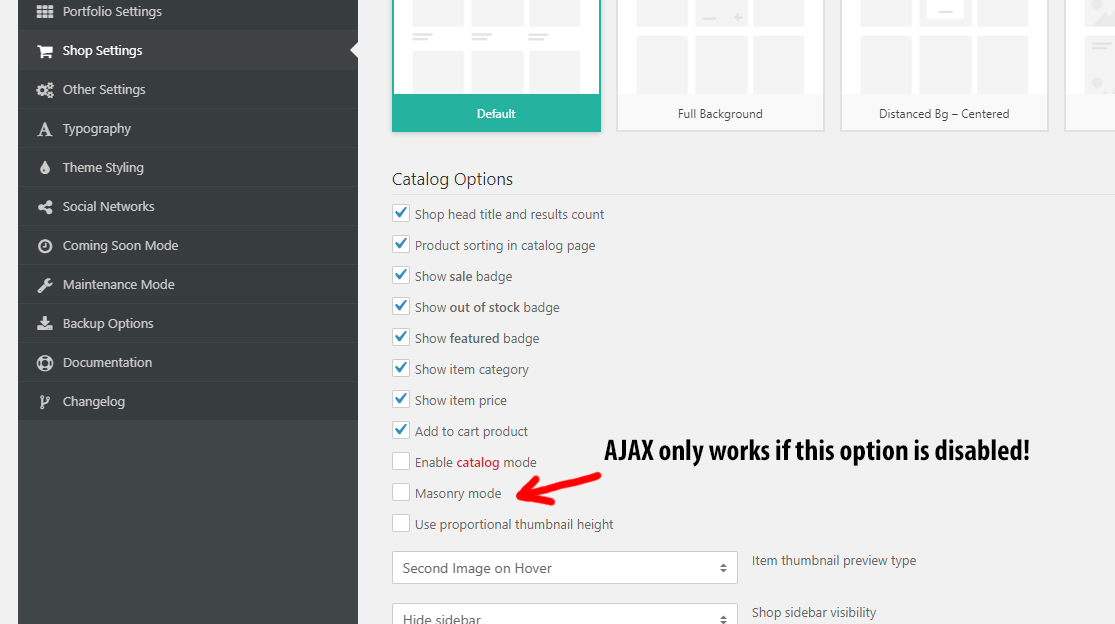 Portfolio Settings
Shop Settings
Other Settings
Typography
Theme Styling
Social Networks
Coming Soon Mode
Maintenance Mode
Backup Options
Documentation
Changelog
Default
Full Background
Distanced Bg – Centered
Catalog Options
Shop head title and results count
Product sorting in catalog page
Show sale badge
Show out of stock badge
Show featured badge
Show item category
Show item price
Add to cart product
Enable catalog mode
AJAX only works if this option is disabled!
Masonry mode
Use proportional thumbnail height
Second Image on Hover
Item thumbnail preview type
Hide sidebar
Shop sidebar visibility